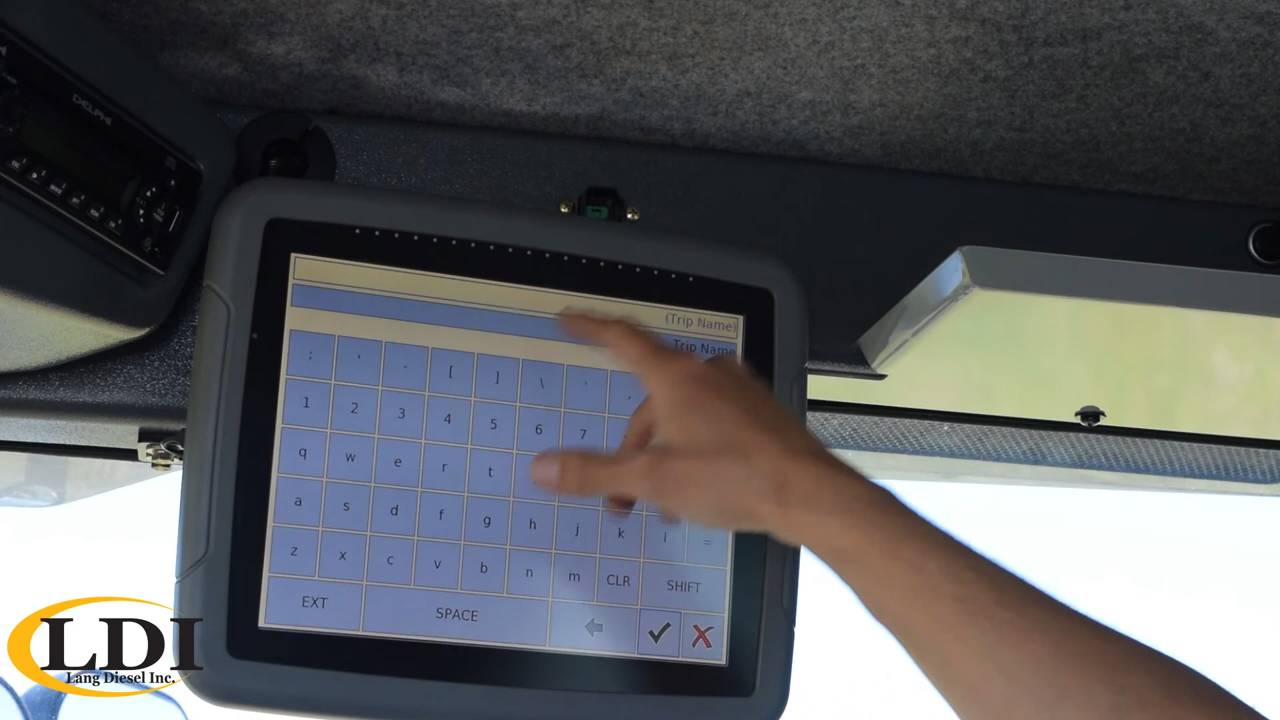 DELPHI
(Trip Name)
Trip Name
; ' - [ ] \
1 2 3 4 5 6 7
q w e r t
a s d f g h j k l =
z x c v b n m CLR SHIFT
EXT SPACE
LDI
Lang Diesel Inc.